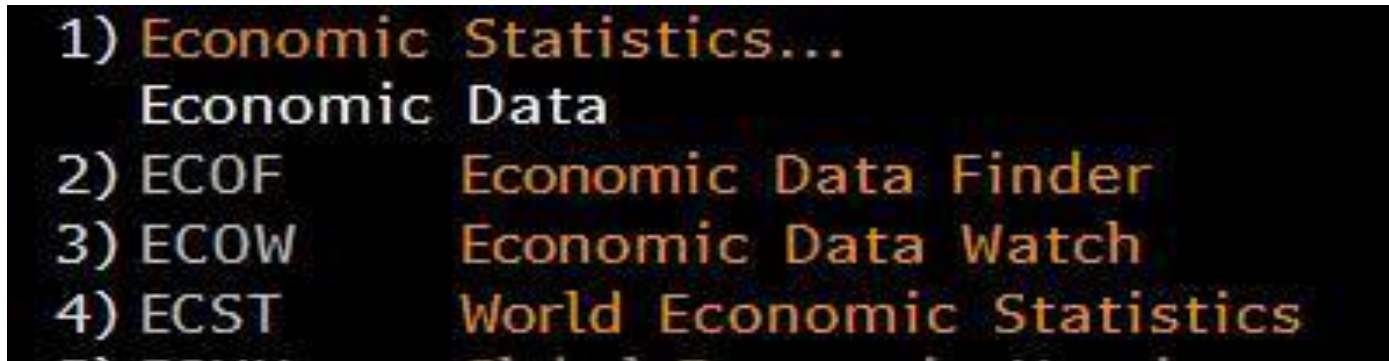 1) Economic Statistics...
Economic Data
2) ECOF Economic Data Finder
3) ECOW Economic Data Watch
4) ECST World Economic Statistics